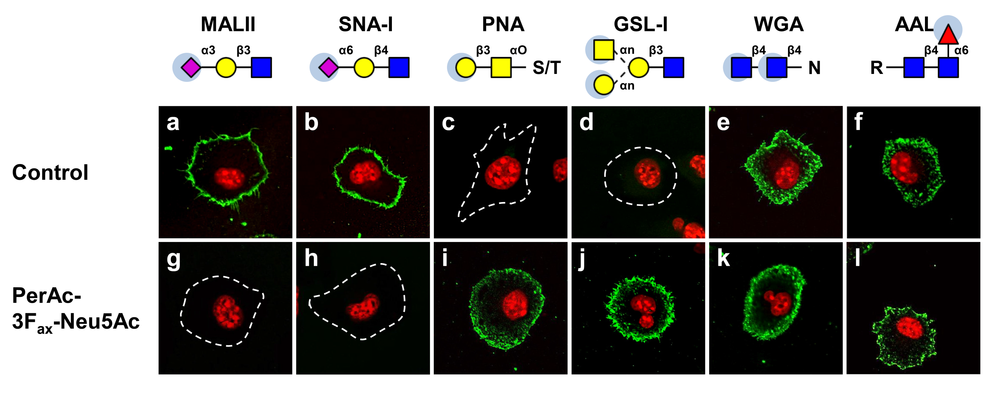 MALII SNA-I PNA GSL-I WGA AAL
α3 β3 α6 β4 β3 αO αn β3 β4 β4 β4 α6
S/T N R
αn
a b c d e f
Control
g h i j k l
PerAc-
3Fax-Neu5Ac